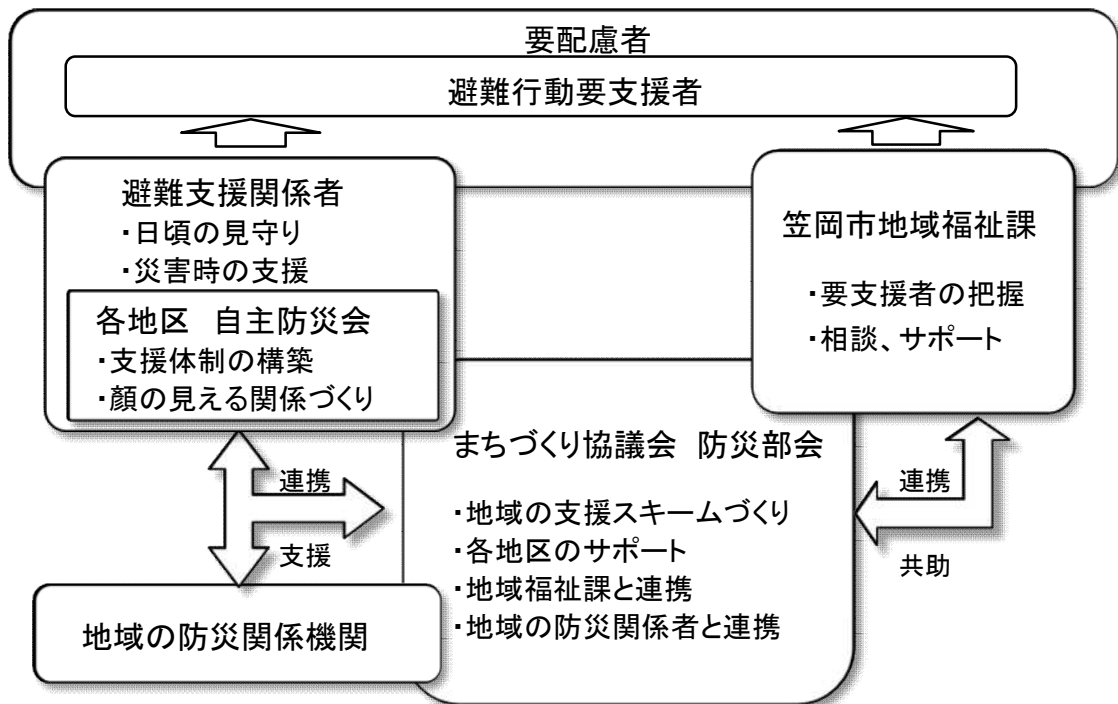 要配慮者
避難行動要支援者
避難支援関係者
・日頃の見守り
・災害時の支援
各地区　自主防災会
・支援体制の構築
・顔の見える関係づくり
笠岡市地域福祉課
・要支援者の把握
・相談、サポート
まちづくり協議会　防災部会
・地域の支援スキームづくり
・各地区のサポート
・地域福祉課と連携
・地域の防災関係者と連携
連携
支援
連携
共助
地域の防災関係機関